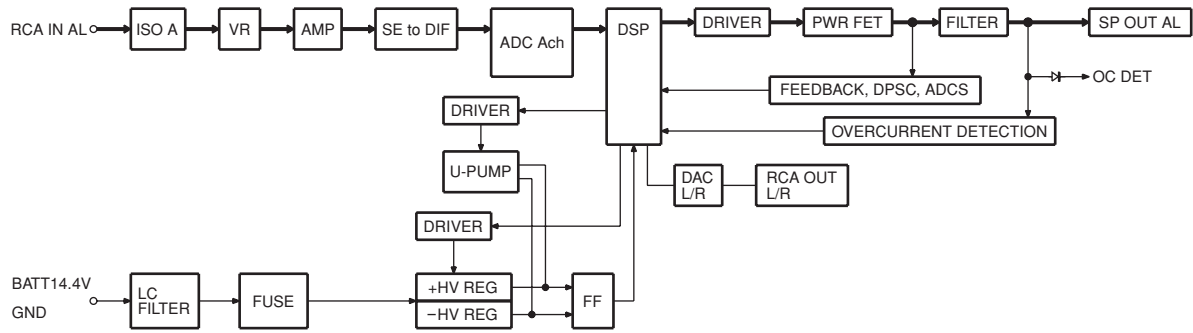 RCA IN AL
ISO A
VR
AMP
SE to DIF
ADC Ach
DSP
DRIVER
PWR FET
FILTER
SP OUT AL
OC DET
FEEDBACK, DPSC, ADCS
DRIVER
OVERCURRENT DETECTION
U-PUMP
DAC
L/R
RCA OUT
L/R
DRIVER
BATT14.4V
GND
LC
FILTER
FUSE
+HV REG
−HV REG
FF